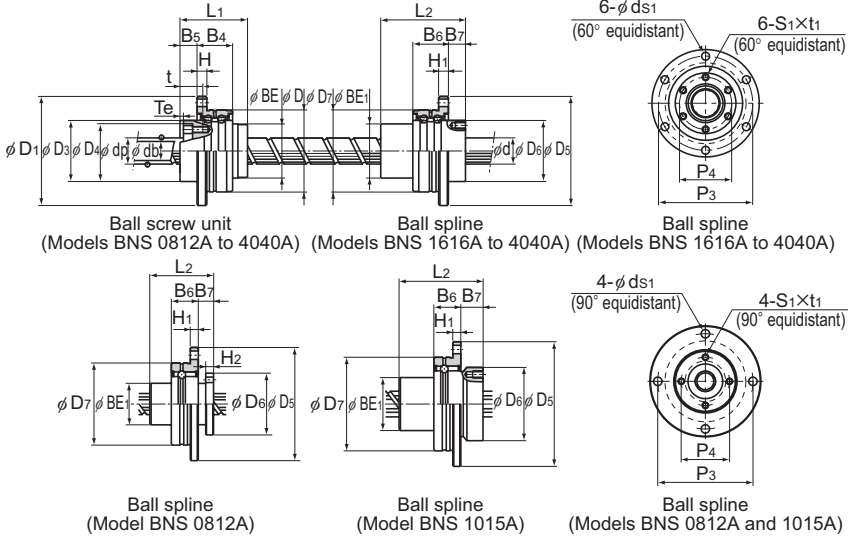 L1
L2
B5 B4
B6 B7
H
H1
t
Te
φD1 φD3 φD4 φdp φdb
φBE φD φD7 φBE1
φd φD6 φD5
6-φdS1
(60° equidistant)
6-S1×t1
(60° equidistant)
P4
P3
Ball screw unit
(Models BNS 0812A to 4040A)
Ball spline
(Models BNS 1616A to 4040A)
Ball spline
(Models BNS 1616A to 4040A)
L2
B6 B7
H1
H2
φD7 φBE1
φD6 φD5
L2
B6 B7
H1
φD7 φBE1
φD6 φD5
4-φdS1
(90° equidistant)
4-S1×t1
(90° equidistant)
P4
P3
Ball spline
(Model BNS 0812A)
Ball spline
(Model BNS 1015A)
Ball spline
(Models BNS 0812A and 1015A)